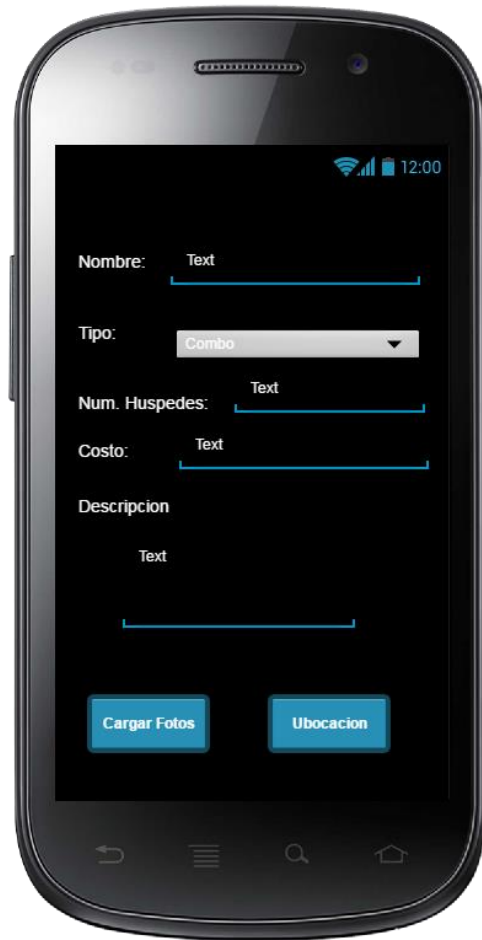 12:00
Nombre: Text
Tipo: Combo
Num. Huspedes: Text
Costo: Text
Descripcion
Text
Cargar Fotos Ubocacion